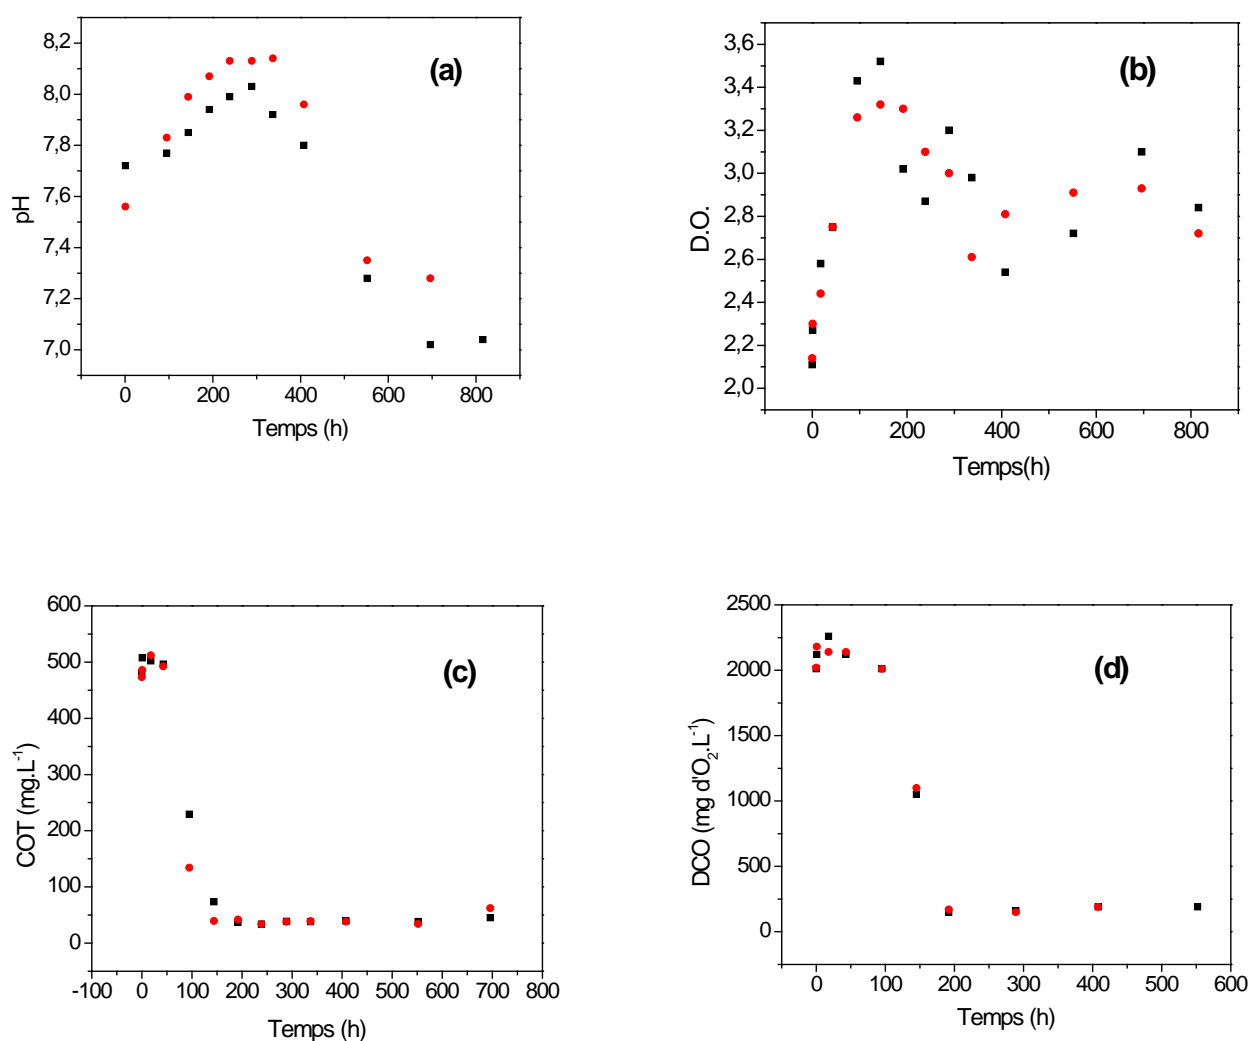 (a)
8,2
8,0
7,8
7,6
7,4
7,2
7,0
pH
0 200 400 600 800
Temps (h)
(b)
3,6
3,4
3,2
3,0
2,8
2,6
2,4
2,2
2,0
D.O.
0 200 400 600 800
Temps(h)
(c)
600
500
400
300
200
100
0
COT (mg.L⁻¹)
-100 0 100 200 300 400 500 600 700 800
Temps (h)
(d)
2500
2000
1500
1000
500
0
DCO (mg d'O₂.L⁻¹)
0 100 200 300 400 500 600
Temps (h)